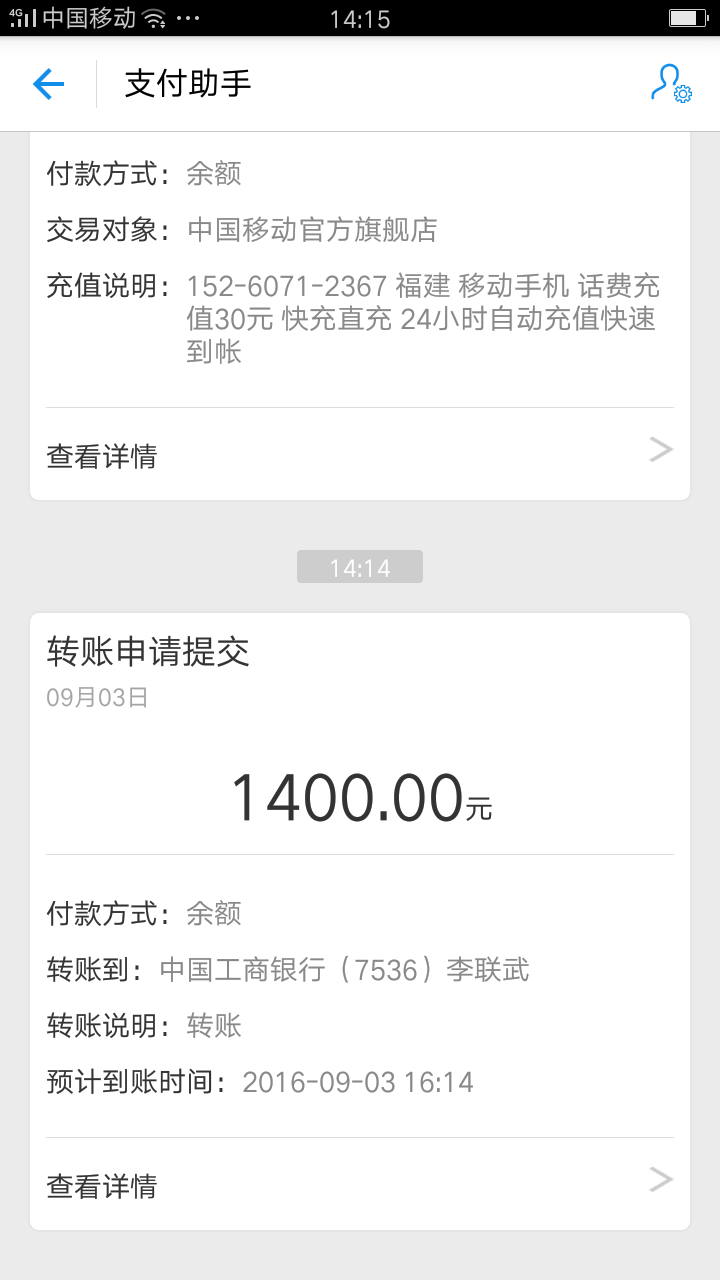 4G 中国移动 ··· 14:15
支付助手
付款方式： 余额
交易对象： 中国移动官方旗舰店
充值说明： 152-6071-2367 福建 移动手机 话费充
值30元 快充直充 24小时自动充值快速
到帐
查看详情
14:14
转账申请提交
09月03日
1400.00元
付款方式： 余额
转账到： 中国工商银行（7536）李联武
转账说明： 转账
预计到账时间： 2016-09-03 16:14
查看详情